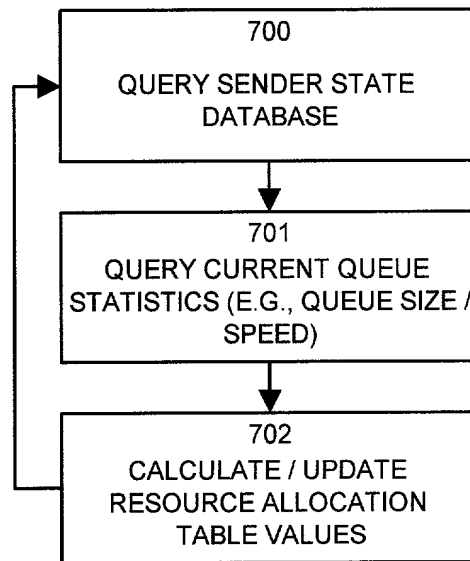 700
QUERY SENDER STATE
DATABASE
701
QUERY CURRENT QUEUE
STATISTICS (E.G., QUEUE SIZE /
SPEED)
702
CALCULATE / UPDATE
RESOURCE ALLOCATION
TABLE VALUES